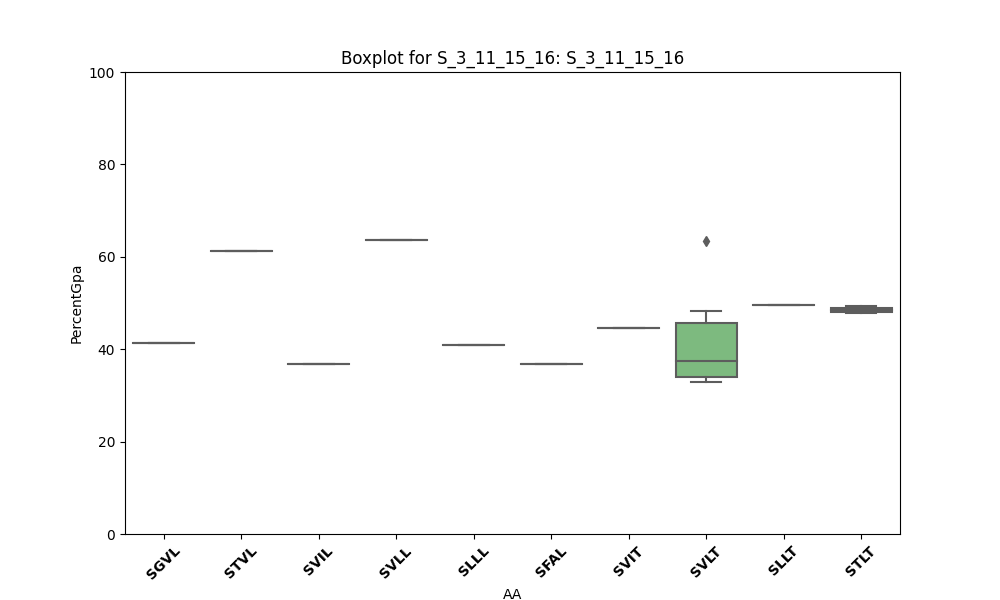 Boxplot for S_3_11_15_16: S_3_11_15_16
100
80
60
40
20
0
PercentGpa
SGVL
STVL
SVIL
SVLL
SLLL
SFAL
SVIT
SVLT
SLLT
STLT
AA